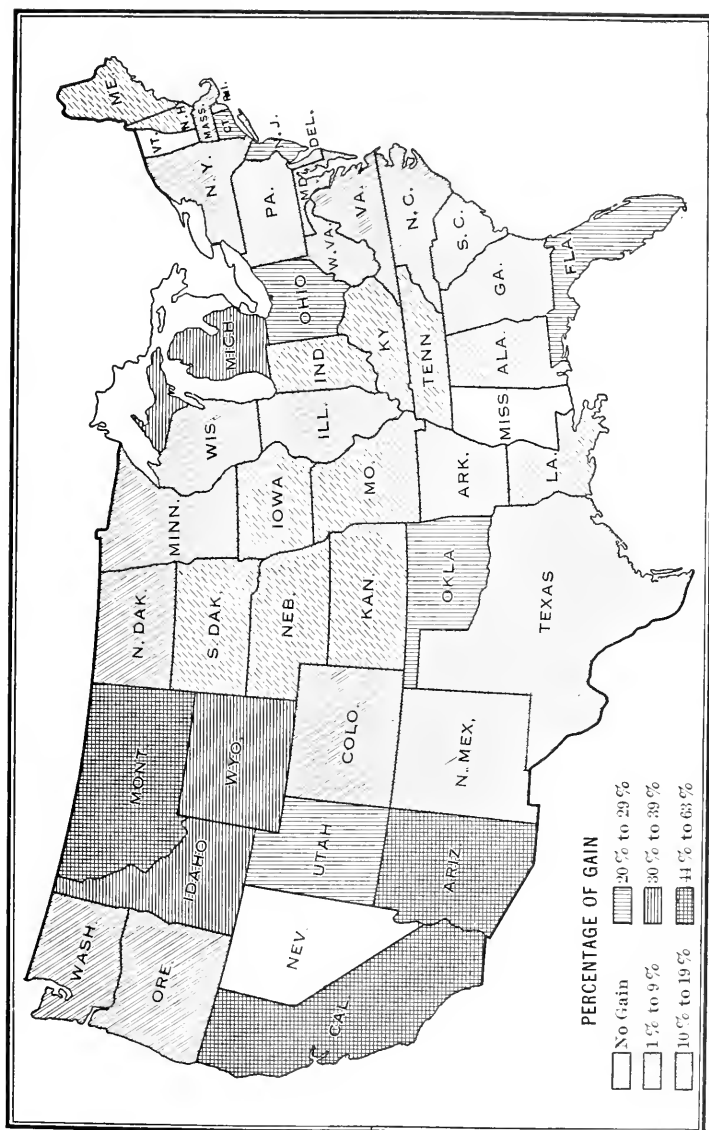 WASH.
ORE.
CAL.
NEV.
IDAHO
MONT.
WYO.
UTAH
ARIZ.
COLO.
N. MEX.
N. DAK.
S. DAK.
NEB.
KAN.
OKLA
TEXAS
MINN.
IOWA
MO.
ARK.
LA.
WIS.
ILL.
MICH.
IND.
OHIO
KY
TENN
MISS
ALA.
GA.
FLA.
S. C.
N. C.
VA.
W. VA.
PA.
N. Y.
VT.
N. H.
ME.
MASS.
CT.
R.I.
N. J.
DEL.
MD.
PERCENTAGE OF GAIN
No Gain
1% to 9%
10% to 19%
20% to 29%
30% to 39%
44% to 63%